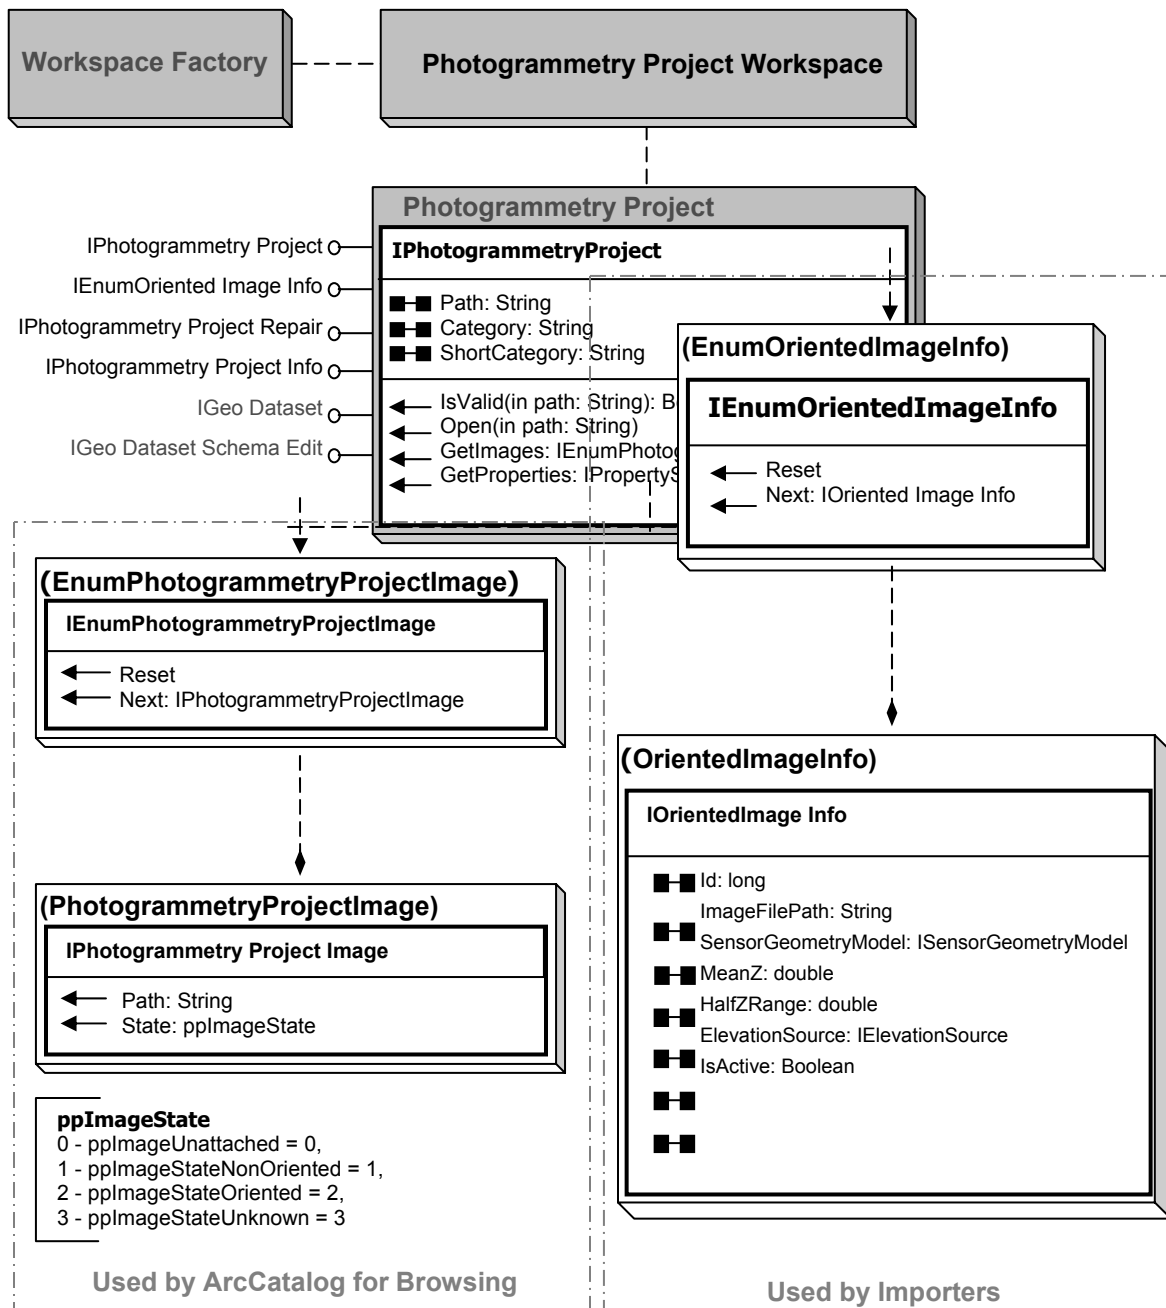 Workspace Factory
Photogrammetry Project Workspace
Photogrammetry Project
IPhotogrammetry Project
IEnumOriented Image Info
IPhotogrammetry Project Repair
IPhotogrammetry Project Info
IGeo Dataset
IGeo Dataset Schema Edit
IPhotogrammetryProject
Path: String
Category: String
ShortCategory: String
IsValid(in path: String): B
Open(in path: String)
GetImages: IEnumPhotog
GetProperties: IPropertyS
(EnumOrientedImageInfo)
IEnumOrientedImageInfo
Reset
Next: IOriented Image Info
(EnumPhotogrammetryProjectImage)
IEnumPhotogrammetryProjectImage
Reset
Next: IPhotogrammetryProjectImage
(OrientedImageInfo)
IOrientedImage Info
Id: long
ImageFilePath: String
SensorGeometryModel: ISensorGeometryModel
MeanZ: double
HalfZRange: double
ElevationSource: IElevationSource
IsActive: Boolean
(PhotogrammetryProjectImage)
IPhotogrammetry Project Image
Path: String
State: ppImageState
ppImageState
0 - ppImageUnattached = 0,
1 - ppImageStateNonOriented = 1,
2 - ppImageStateOriented = 2,
3 - ppImageStateUnknown = 3
Used by ArcCatalog for Browsing
Used by Importers